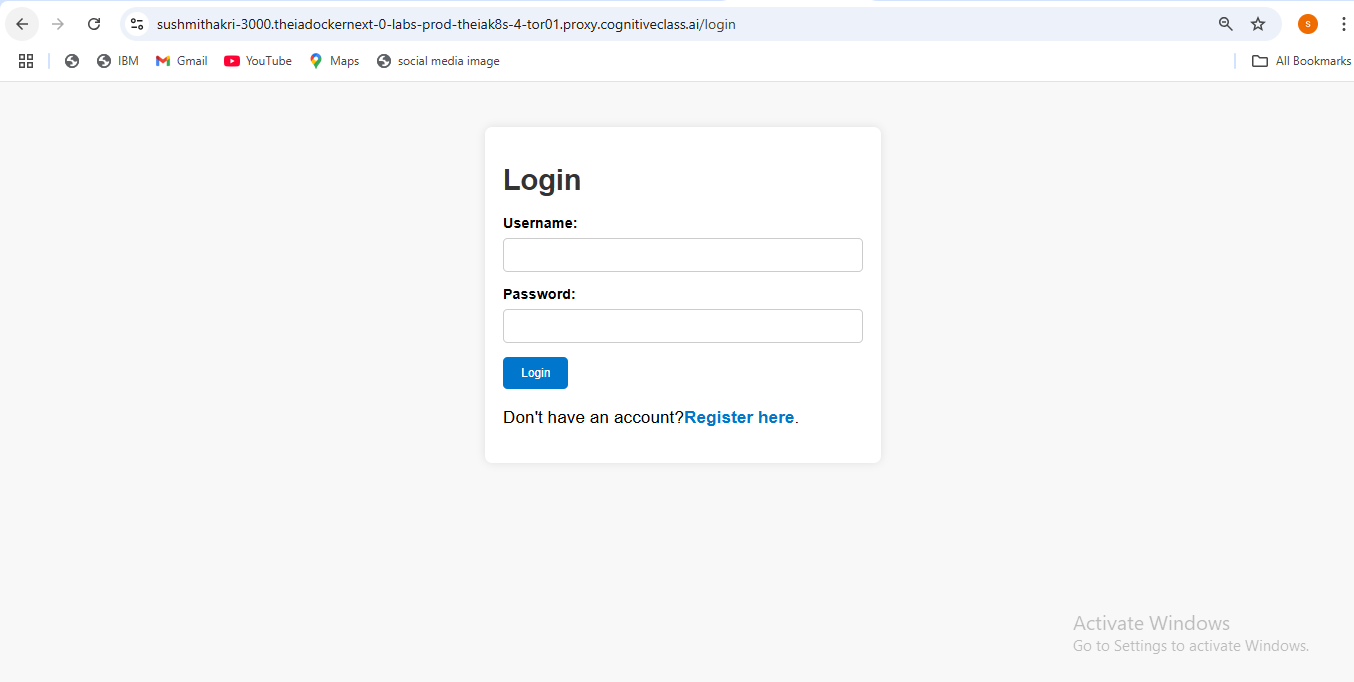 sushmithakri-3000.theiadockernext-0-labs-prod-theiak8s-4-tor01.proxy.cognitiveclass.ai/login
S
IBM Gmail YouTube Maps social media image All Bookmarks
Login
Username:
Password:
Login
Don't have an account?Register here.
Activate Windows
Go to Settings to activate Windows.